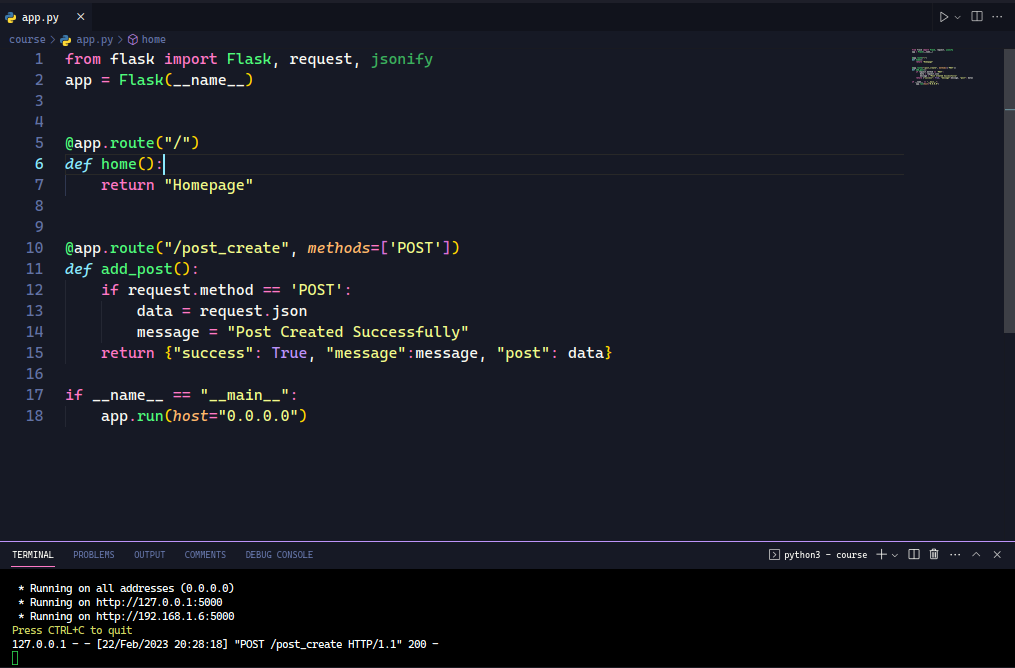 app.py
course > app.py > home
1 from flask import Flask, request, jsonify
2 app = Flask(__name__)
3
4
5 @app.route("/")
6 def home():
7     return "Homepage"
8
9
10 @app.route("/post_create", methods=['POST'])
11 def add_post():
12     if request.method == 'POST':
13         data = request.json
14         message = "Post Created Successfully"
15     return {"success": True, "message":message, "post": data}
16
17 if __name__ == "__main__":
18     app.run(host="0.0.0.0")
TERMINAL PROBLEMS OUTPUT COMMENTS DEBUG CONSOLE python3 - course
* Running on all addresses (0.0.0.0)
* Running on http://127.0.0.1:5000
* Running on http://192.168.1.6:5000
Press CTRL+C to quit
127.0.0.1 - - [22/Feb/2023 20:28:18] "POST /post_create HTTP/1.1" 200 -